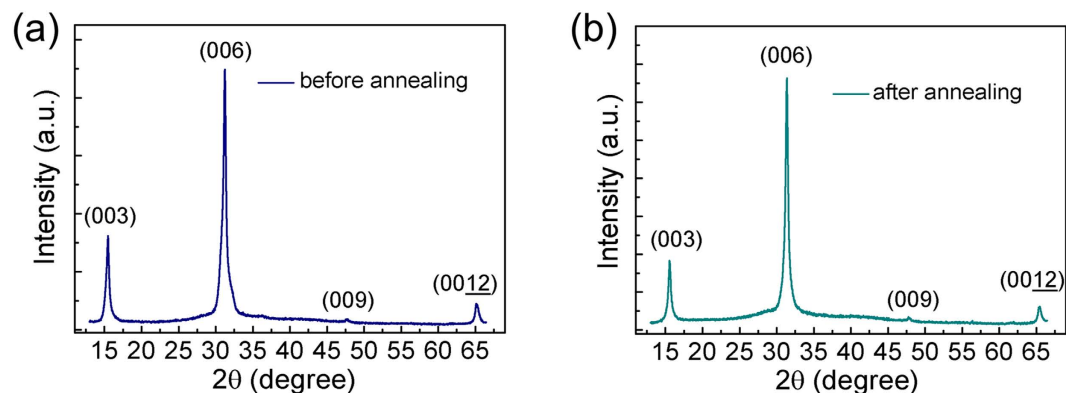 (a)
(006)
before annealing
(003)
(009)
(0012)
Intensity (a.u.)
15 20 25 30 35 40 45 50 55 60 65
2θ (degree)
(b)
(006)
after annealing
(003)
(009)
(0012)
Intensity (a.u.)
15 20 25 30 35 40 45 50 55 60 65
2θ (degree)